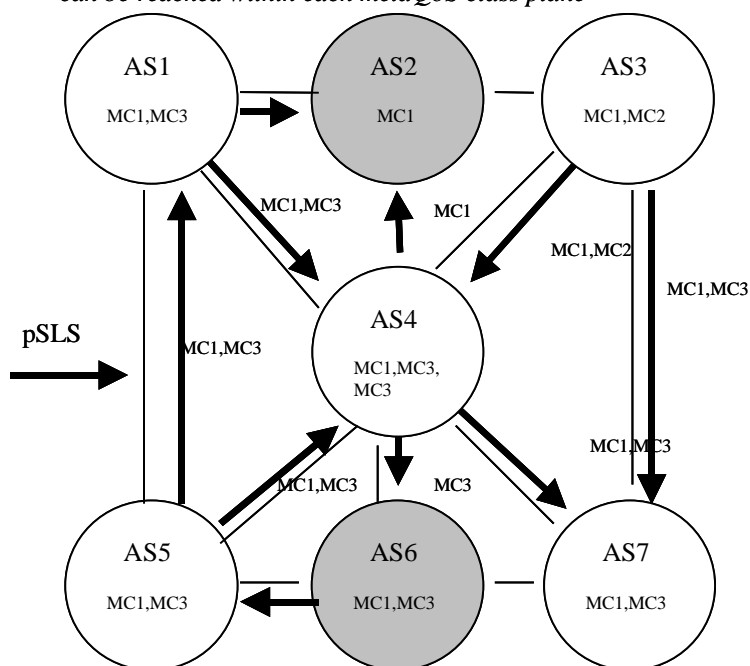 can be reached within each metaQoS-class plane
AS1
MC1,MC3
AS2
MC1
AS3
MC1,MC2
MC1,MC3
MC1
MC1,MC2
MC1,MC3
AS4
MC1,MC3,
MC3
pSLS
MC1,MC3
MC1,MC3
MC1,MC3
MC3
AS5
MC1,MC3
AS6
MC1,MC3
AS7
MC1,MC3